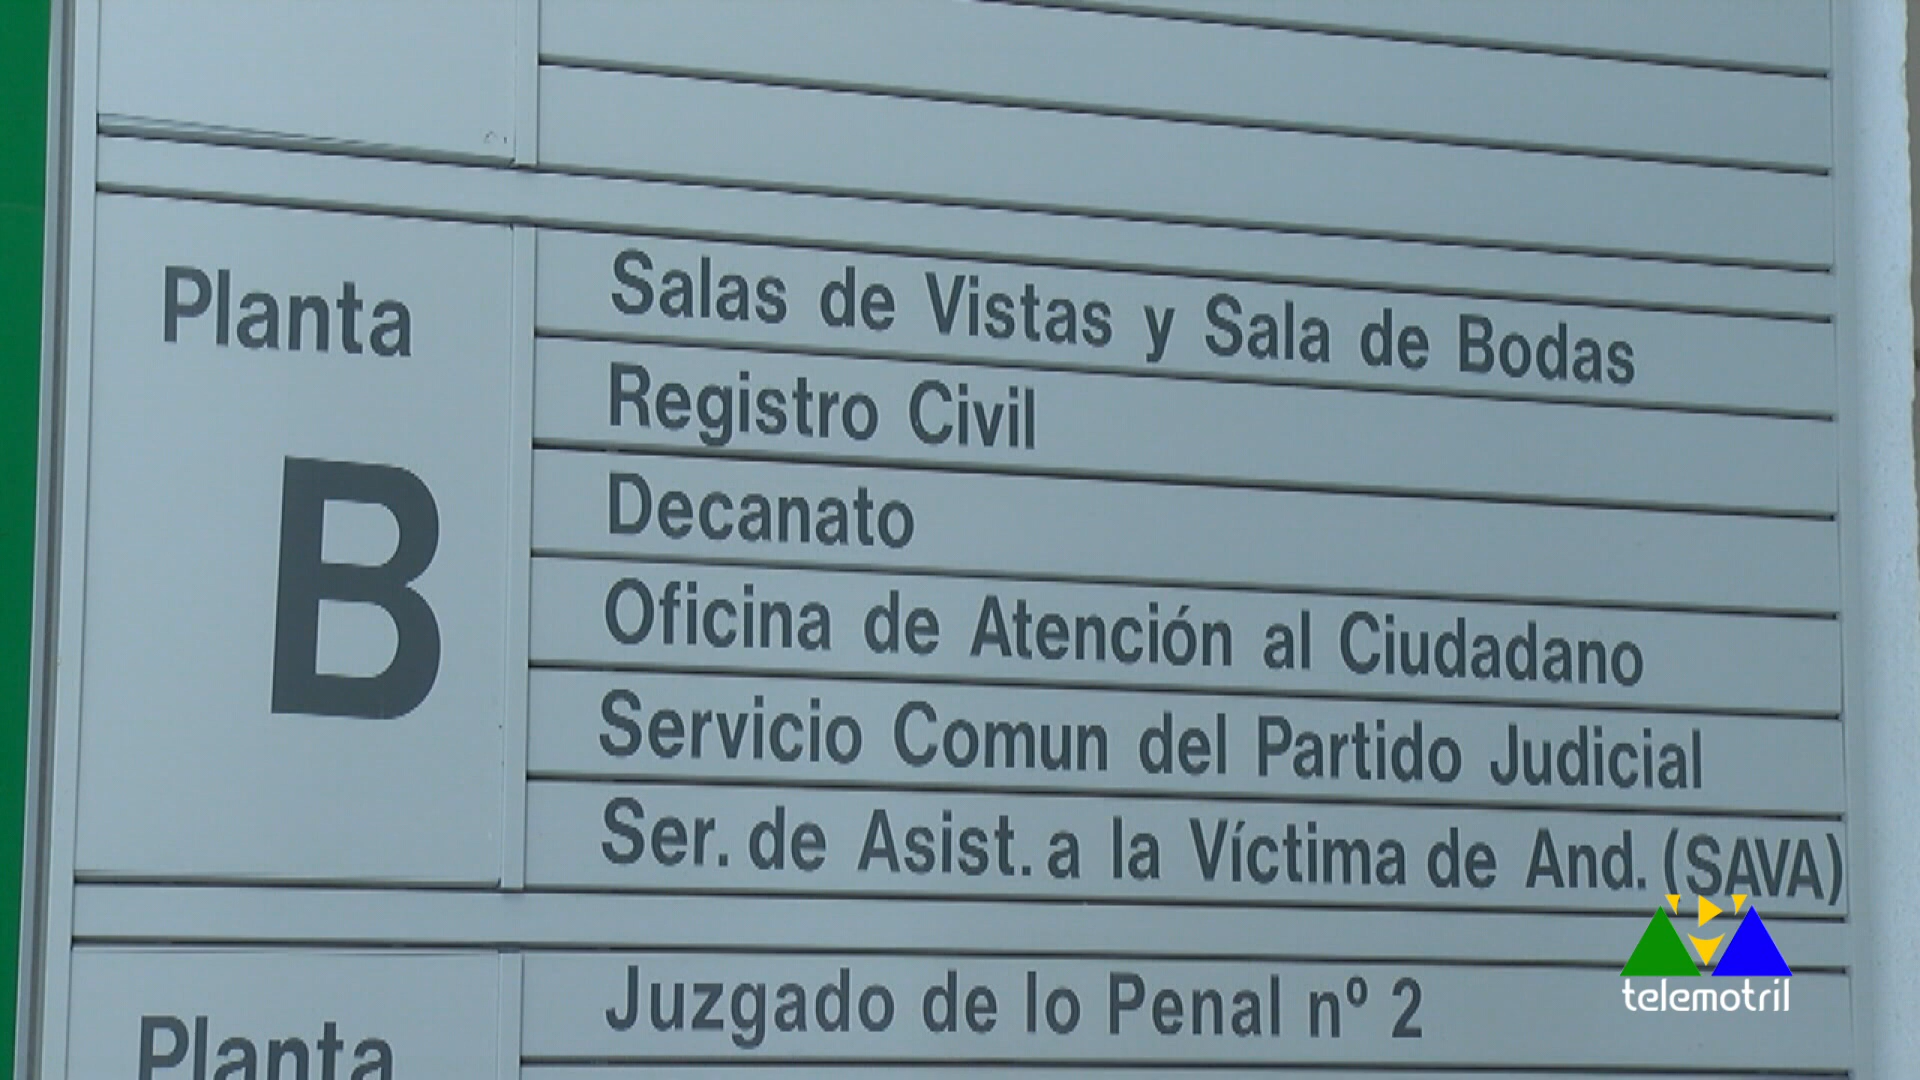 Planta
B
Salas de Vistas y Sala de Bodas
Registro Civil
Decanato
Oficina de Atención al Ciudadano
Servicio Comun del Partido Judicial
Ser. de Asist. a la Víctima de And. (SAVA)
Planta
Juzgado de lo Penal nº 2
telemotril